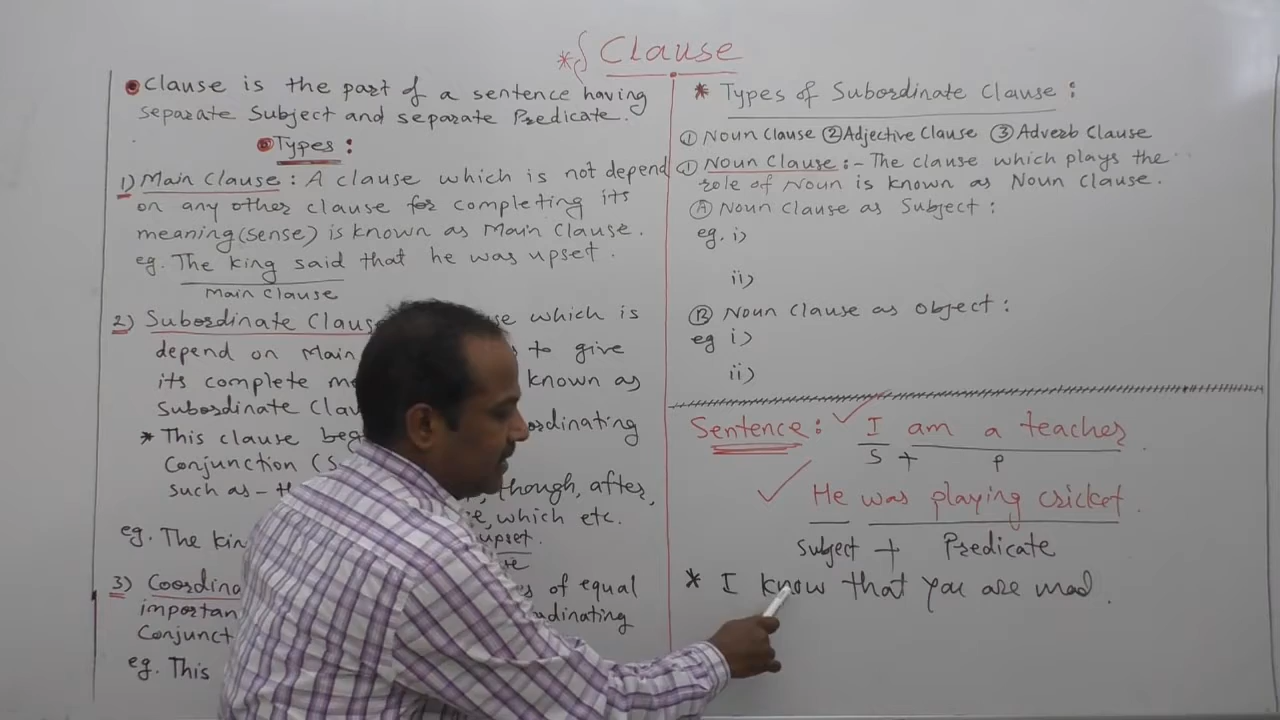 *{ Clause
• Clause is the part of a sentence having
separate Subject and separate Predicate.
• Types :
1) Main Clause : A clause which is not depend
on any other clause for completing its
meaning(sense) is known as Main Clause.
eg. The king said that he was upset.
Main Clause
2) Subordinate Claus se which is
depend on Main s to give
its complete me known as
Subordinate Clau ordinating
* This clause beg
Conjunction (S
such as - th , though, after,
e, which etc.
eg. The kin upset.
3) Coordina s of equal
importan dinating
Conjunct
eg. This
* Types of Subordinate Clause :
① Noun Clause ② Adjective Clause ③ Adverb Clause
① Noun Clause :- The clause which plays the
role of Noun is known as Noun Clause.
Ⓐ Noun Clause as Subject :
eg. i)
ii)
Ⓑ Noun Clause as Object :
eg i)
ii)
Sentence : ✓ I am a teacher.
S + P
✓ He was playing cricket.
Subject + Predicate
* I know that you are mad.